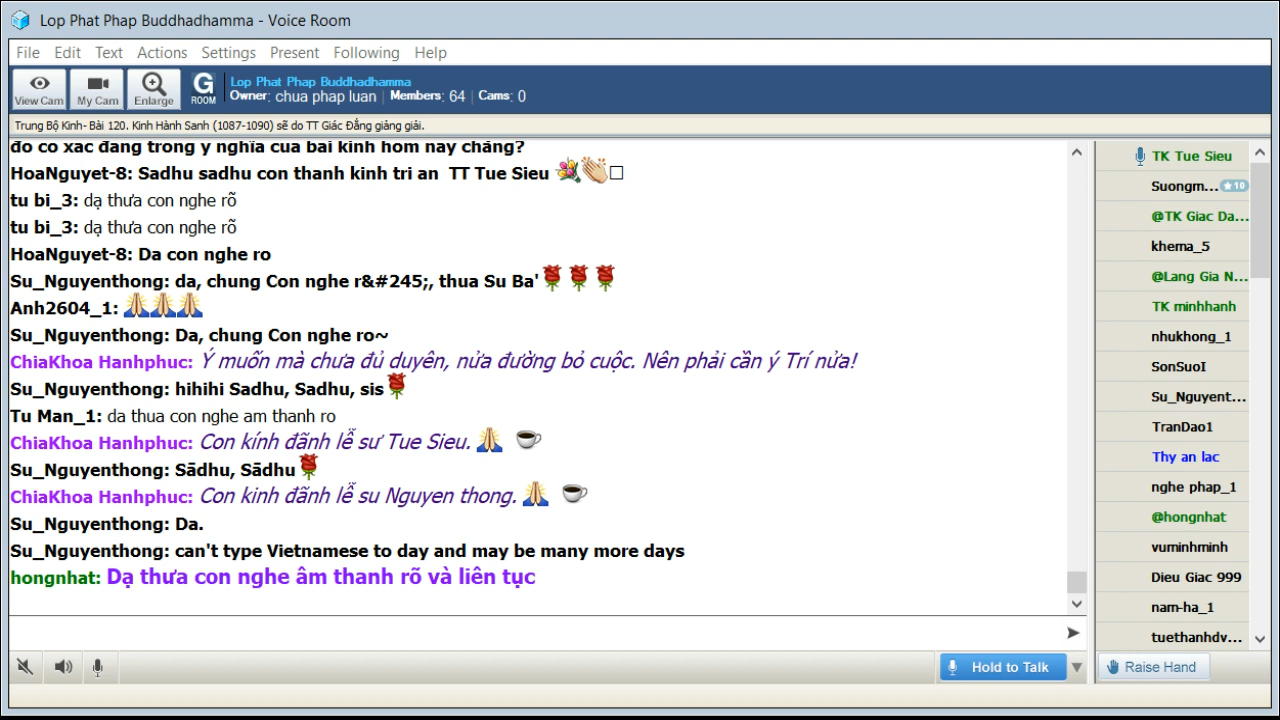 Lop Phat Phap Buddhadhamma - Voice Room
File Edit Text Actions Settings Present Following Help
View Cam
My Cam
Enlarge
G ROOM
Lop Phat Phap Buddhadhamma
Owner: chua phap luan | Members: 64 | Cams: 0
Trung Bộ Kinh- Bài 120. Kinh Hành Sanh (1087-1090) sẽ do TT Giác Đẳng giảng giải.
đó có xác đáng trong ý nghĩa của bài kinh hôm nay chăng?
HoaNguyet-8: Sadhu sadhu con thanh kinh tri an TT Tue Sieu
tu bi_3: dạ thưa con nghe rõ
tu bi_3: dạ thưa con nghe rõ
HoaNguyet-8: Da con nghe ro
Su_Nguyenthong: da, chung Con nghe r&#245;, thua Su Ba'
Anh2604_1:
Su_Nguyenthong: Da, chung Con nghe ro~
ChiaKhoa Hanhphuc: Ý muốn mà chưa đủ duyên, nửa đường bỏ cuộc. Nên phải cần ý Trí nửa!
Su_Nguyenthong: hihihi Sadhu, Sadhu, sis
Tu Man_1: da thua con nghe am thanh ro
ChiaKhoa Hanhphuc: Con kính đãnh lễ sư Tue Sieu.
Su_Nguyenthong: Sādhu, Sādhu
ChiaKhoa Hanhphuc: Con kinh đãnh lễ su Nguyen thong.
Su_Nguyenthong: Da.
Su_Nguyenthong: can't type Vietnamese to day and may be many more days
hongnhat: Dạ thưa con nghe âm thanh rõ và liên tục
Hold to Talk
TK Tue Sieu
Suongm... 10
@TK Giac Da...
khema_5
@Lang Gia N...
TK minhhanh
nhukhong_1
SonSuoI
Su_Nguyent...
TranDao1
Thy an lac
nghe phap_1
@hongnhat
vuminhminh
Dieu Giac 999
nam-ha_1
tuethanhdv...
Raise Hand